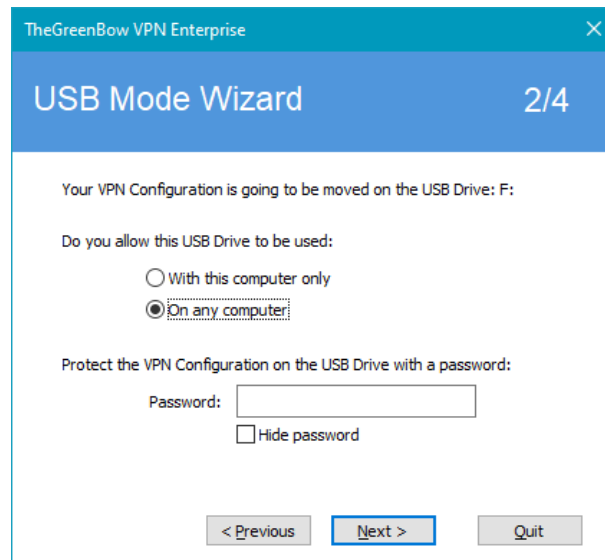 TheGreenBow VPN Enterprise
USB Mode Wizard 2/4
Your VPN Configuration is going to be moved on the USB Drive: F:
Do you allow this USB Drive to be used:
With this computer only
On any computer
Protect the VPN Configuration on the USB Drive with a password:
Password:
Hide password
< Previous Next > Quit